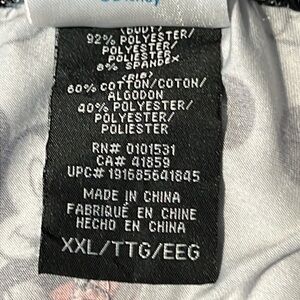 Disney
(BODY)
92% POLYESTER/
POLYESTER/
POLIESTER
8% SPANDEX
(RIB)
60% COTTON/COTON/
ALGODON
40% POLYESTER/
POLYESTER/
POLIESTER
RN# 0101531
CA# 41859
UPC# 191685641845
MADE IN CHINA
FABRIQUÉ EN CHINE
HECHO EN CHINA
XXL/TTG/EEG